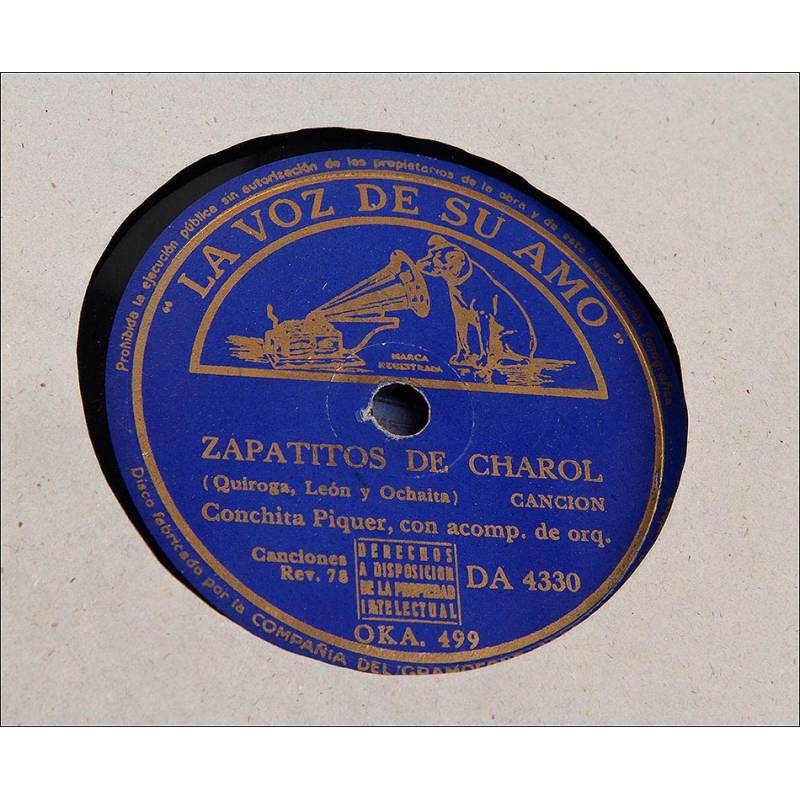 Prohibida la ejecución pública sin autorización de los propietarios de la obra y de esta reproducción fonográfica
"LA VOZ DE SU AMO"
MARCA
REGISTRADA
ZAPATITOS DE CHAROL
(Quiroga, León y Ochaita) CANCION
Conchita Piquer, con acomp. de orq.
Canciones
Rev. 78
DERECHOS
A DISPOSICION
DE LA PROPIEDAD
INTELECTUAL
DA 4330
OKA. 499
Disco fabricado por la COMPAÑIA DEL